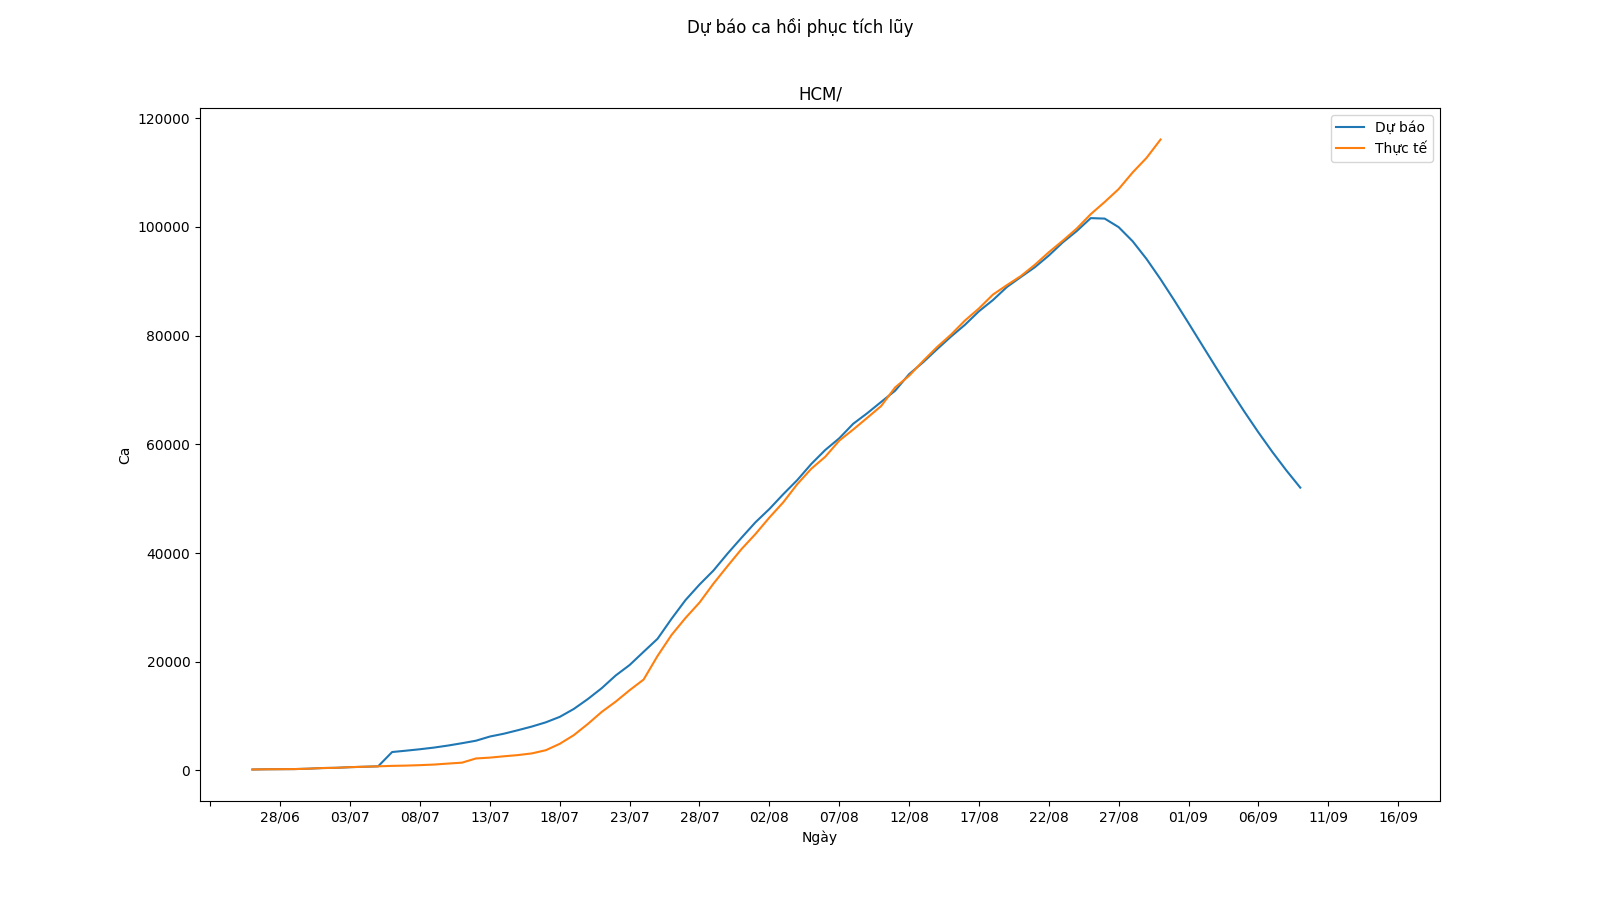 Dự báo ca hồi phục tích lũy
HCM/
Dự báo
Thực tế
120000
100000
80000
60000
40000
20000
0
Ca
28/06 03/07 08/07 13/07 18/07 23/07 28/07 02/08 07/08 12/08 17/08 22/08 27/08 01/09 06/09 11/09 16/09
Ngày